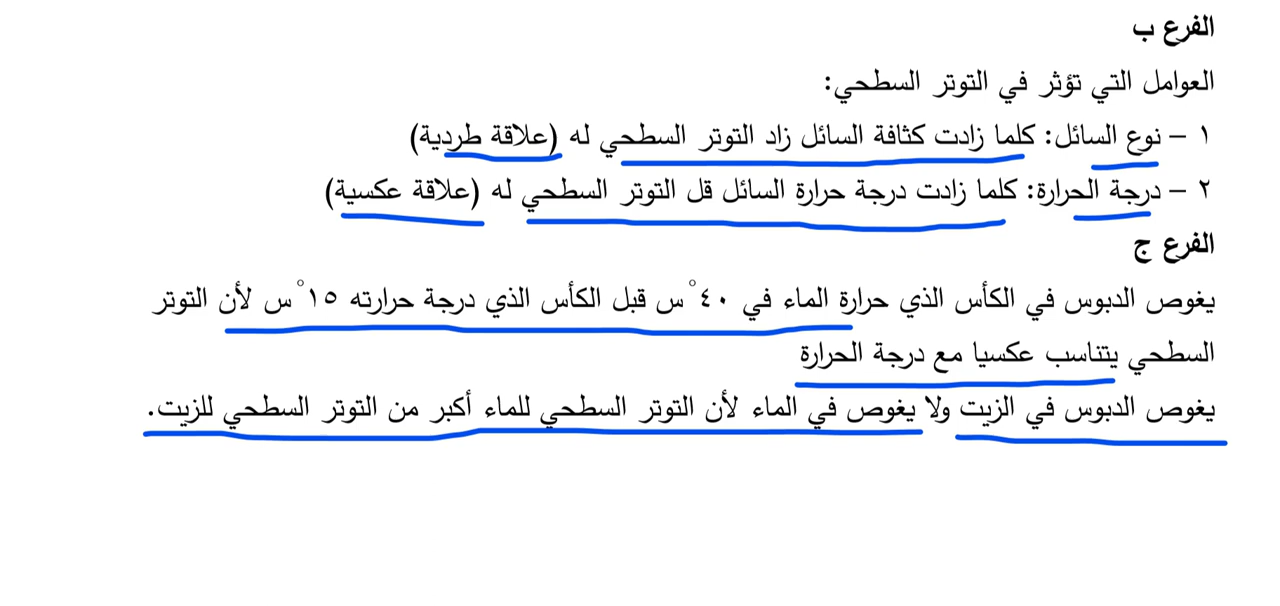 الفرع ب
العوامل التي تؤثر في التوتر السطحي:
١ – نوع السائل: كلما زادت كثافة السائل زاد التوتر السطحي له (علاقة طردية)
٢ – درجة الحرارة: كلما زادت درجة حرارة السائل قل التوتر السطحي له (علاقة عكسية)
الفرع ج
يغوص الدبوس في الكأس الذي حرارة الماء في ٤٠°س قبل الكأس الذي درجة حرارته ١٥°س لأن التوتر
السطحي يتناسب عكسيا مع درجة الحرارة
يغوص الدبوس في الزيت ولا يغوص في الماء لأن التوتر السطحي للماء أكبر من التوتر السطحي للزيت.